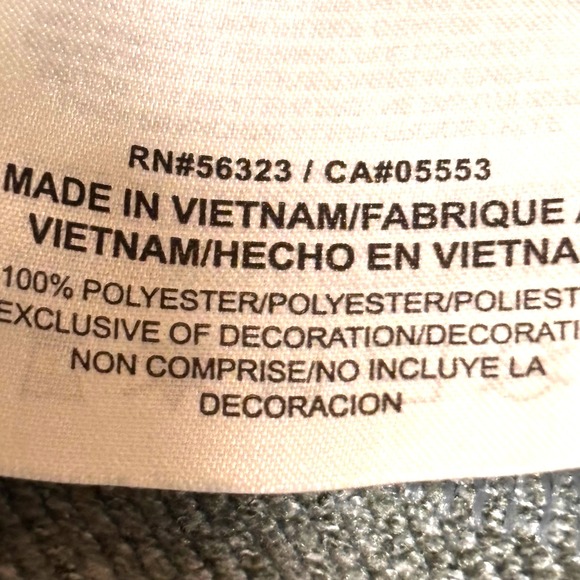 RN#56323 / CA#05553
MADE IN VIETNAM/FABRIQUE
VIETNAM/HECHO EN VIETNA
100% POLYESTER/POLYESTER/POLIEST
EXCLUSIVE OF DECORATION/DECORATI
NON COMPRISE/NO INCLUYE LA
DECORACION